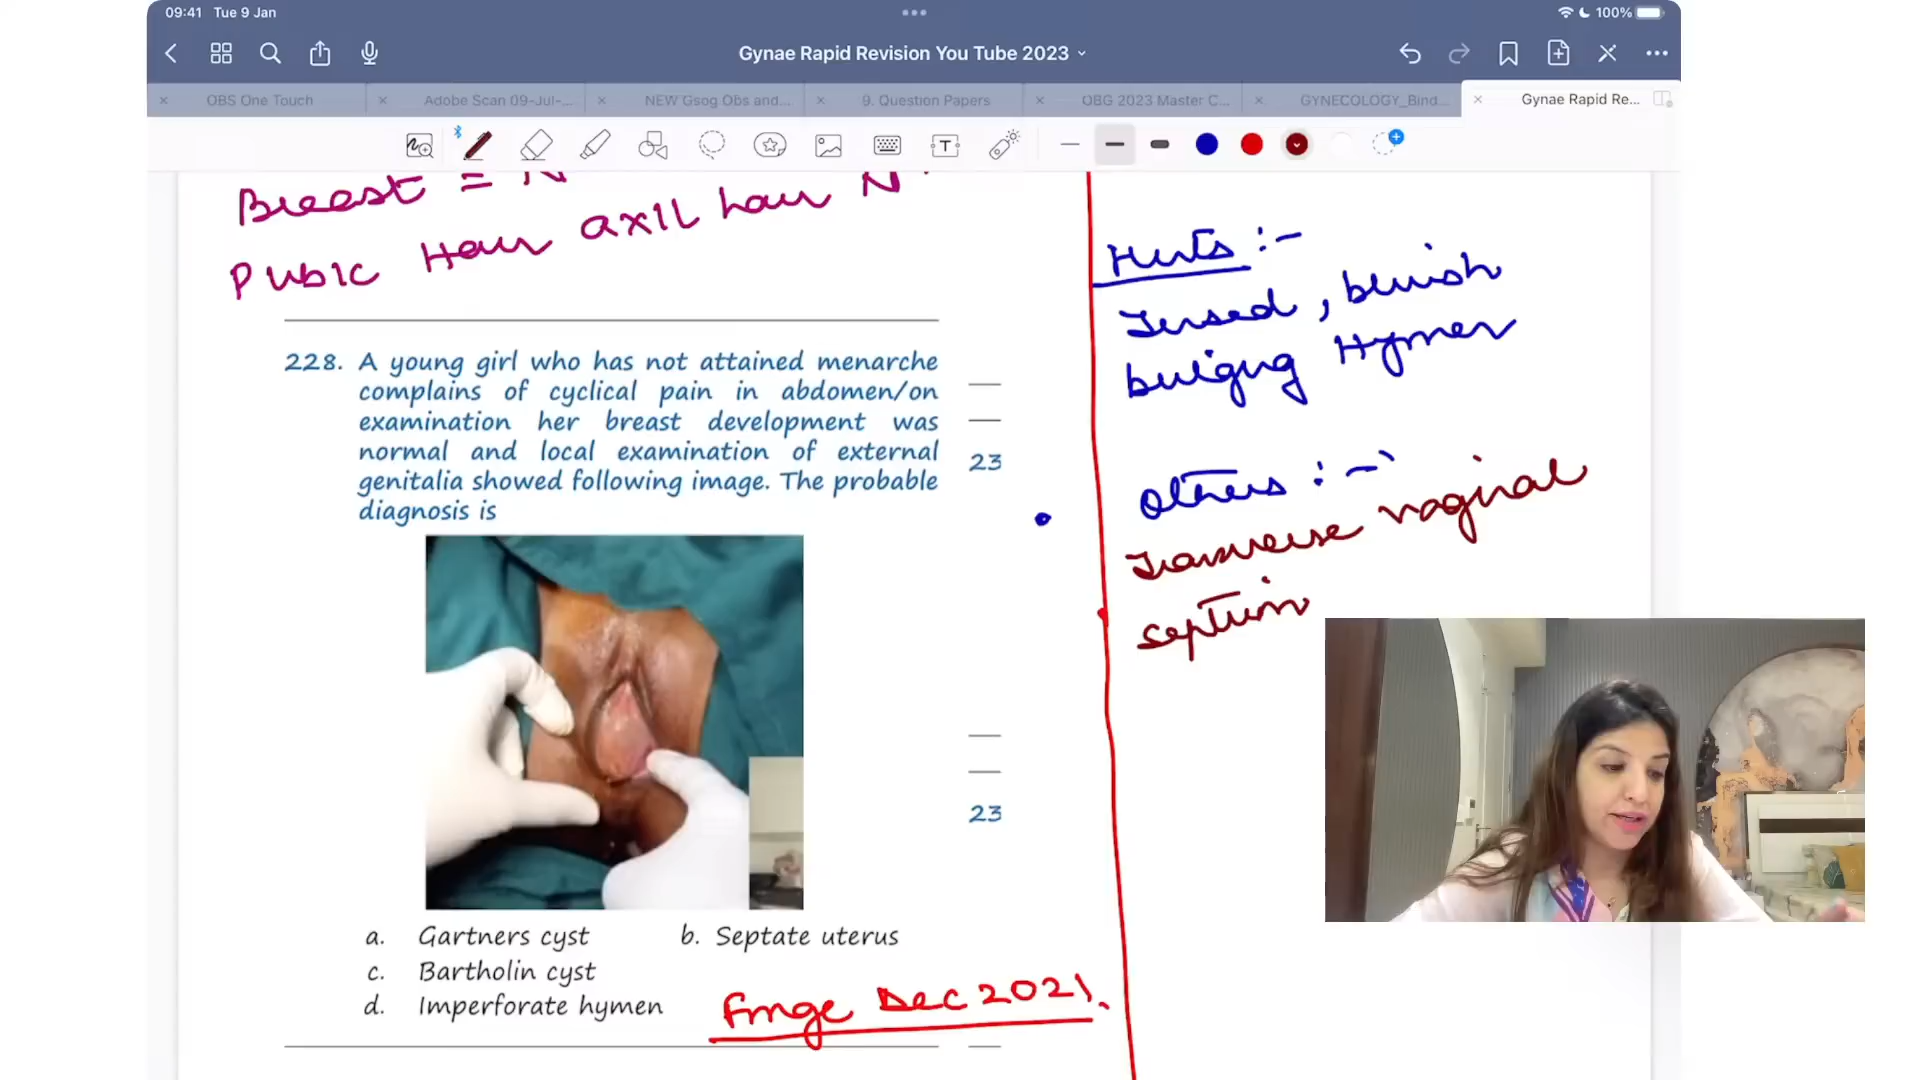 09:41 Tue 9 Jan
100%
Gynae Rapid Revision You Tube 2023
OBS One Touch
Adobe Scan 09-Jul-...
NEW Gsog Obs and...
9. Question Papers
OBG 2023 Master C...
GYNECOLOGY_Bind...
Gynae Rapid Re...
Breast = N
Pubic Hair axill hair N
228. A young girl who has not attained menarche
complains of cyclical pain in abdomen/on
examination her breast development was
normal and local examination of external
genitalia showed following image. The probable
diagnosis is
23
23
a. Gartners cyst b. Septate uterus
c. Bartholin cyst
d. Imperforate hymen
Fmge Dec 2021.
Hints :-
Tensed, bluish
bulging Hymen
Others :-
Transverse vaginal
septum